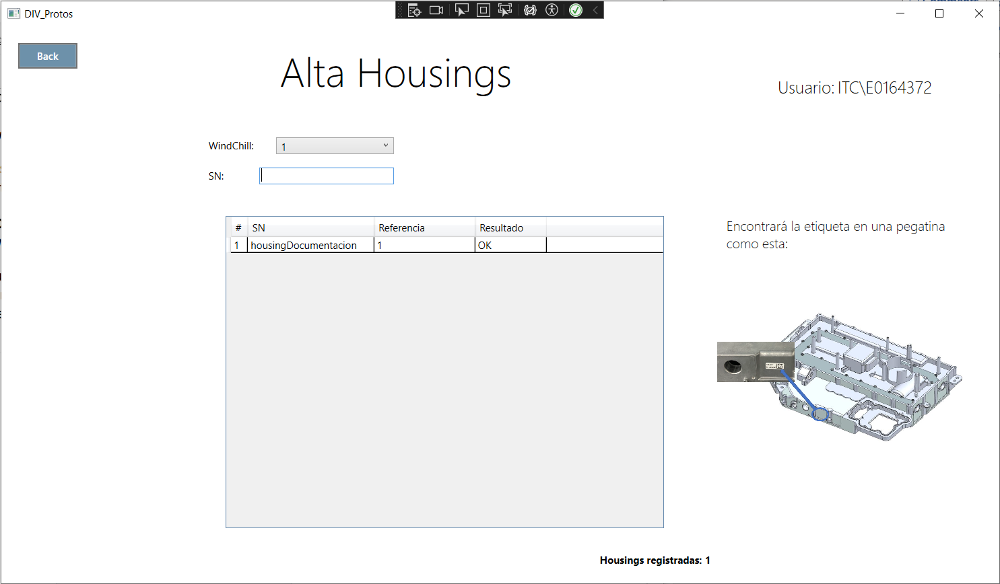 DIV_Protos
Back
Alta Housings
Usuario: ITC\E0164372
WindChill:
1
SN:
# SN Referencia Resultado
1 housingDocumentacion 1 OK
Encontrará la etiqueta en una pegatina
como esta:
Housings registradas: 1